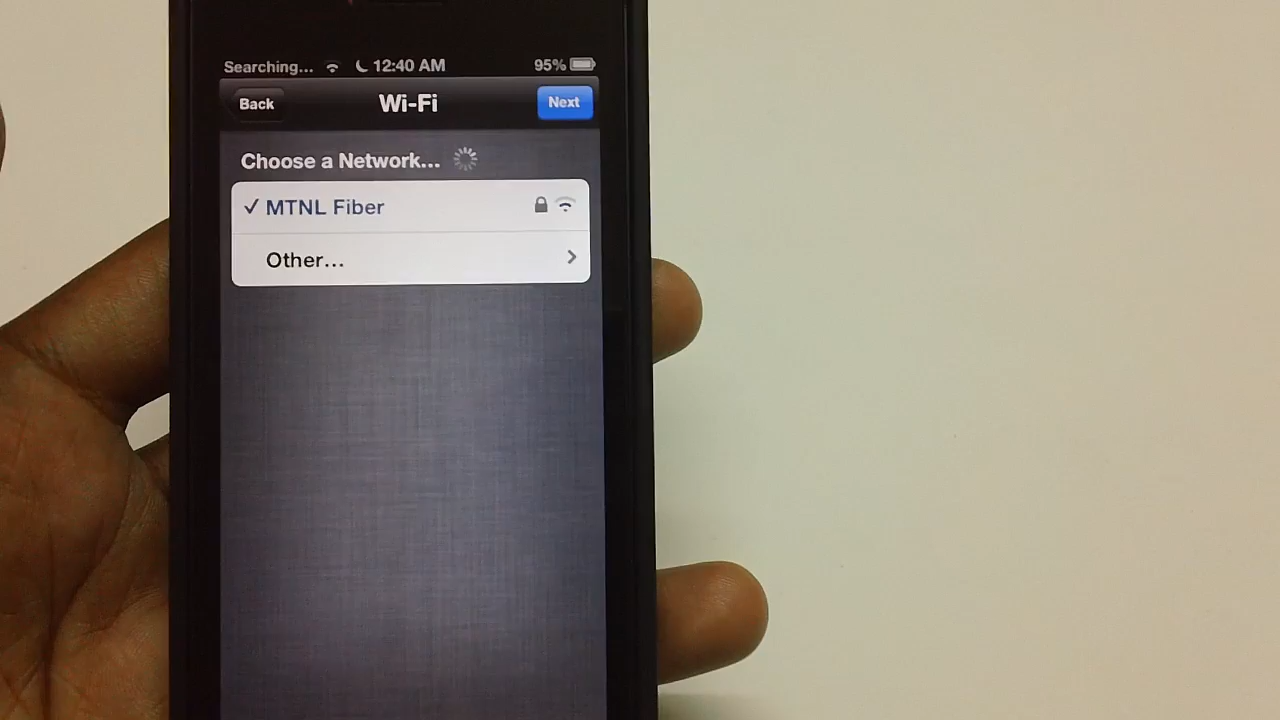 Searching... 12:40 AM 95%
Back Wi-Fi Next
Choose a Network...
✓ MTNL Fiber
Other...